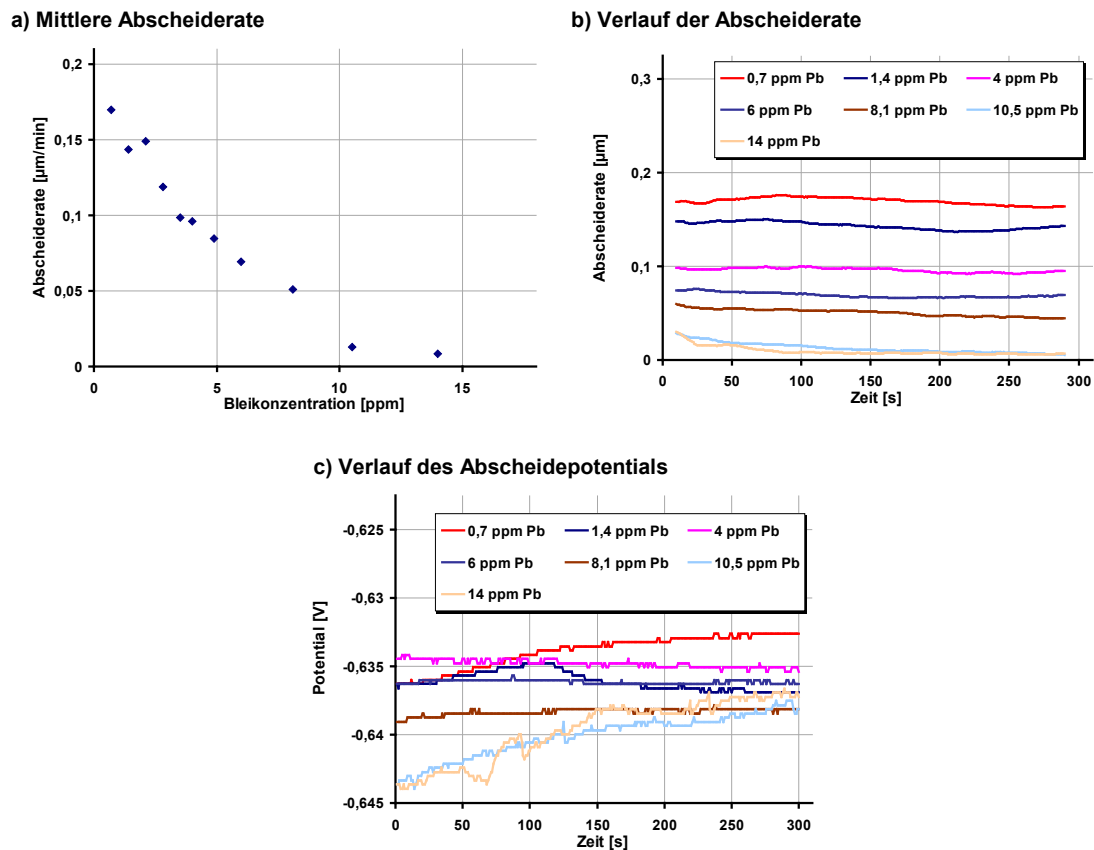 a) Mittlere Abscheiderate
0,2
0,15
0,1
0,05
0
0 5 10 15
Abscheiderate [µm/min]
Bleikonzentration [ppm]
b) Verlauf der Abscheiderate
0,7 ppm Pb 1,4 ppm Pb 4 ppm Pb
6 ppm Pb 8,1 ppm Pb 10,5 ppm Pb
14 ppm Pb
0,3
0,2
0,1
0
0 50 100 150 200 250 300
Abscheiderate [µm]
Zeit [s]
c) Verlauf des Abscheidepotentials
0,7 ppm Pb 1,4 ppm Pb 4 ppm Pb
6 ppm Pb 8,1 ppm Pb 10,5 ppm Pb
14 ppm Pb
-0,625
-0,63
-0,635
-0,64
-0,645
0 50 100 150 200 250 300
Potential [V]
Zeit [s]